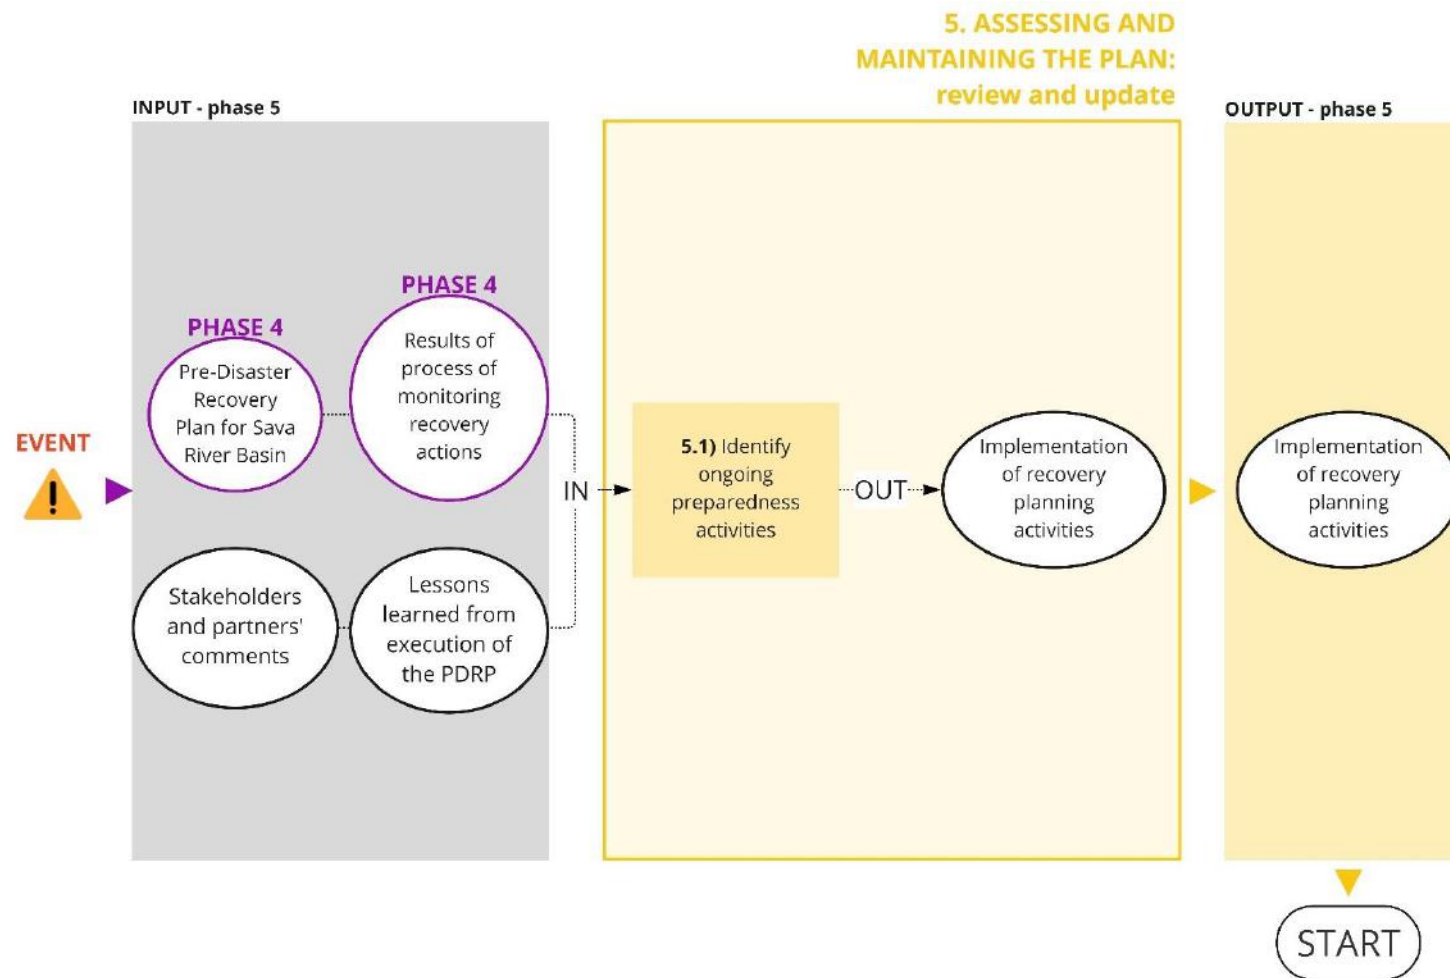 5. ASSESSING AND
MAINTAINING THE PLAN:
review and update
INPUT - phase 5
OUTPUT - phase 5
EVENT
PHASE 4
Pre-Disaster
Recovery
Plan for Sava
River Basin
PHASE 4
Results of
process of
monitoring
recovery
actions
Stakeholders
and partners'
comments
Lessons
learned from
execution of
the PDRP
IN
5.1) Identify
ongoing
preparedness
activities
OUT
Implementation
of recovery
planning
activities
Implementation
of recovery
planning
activities
START